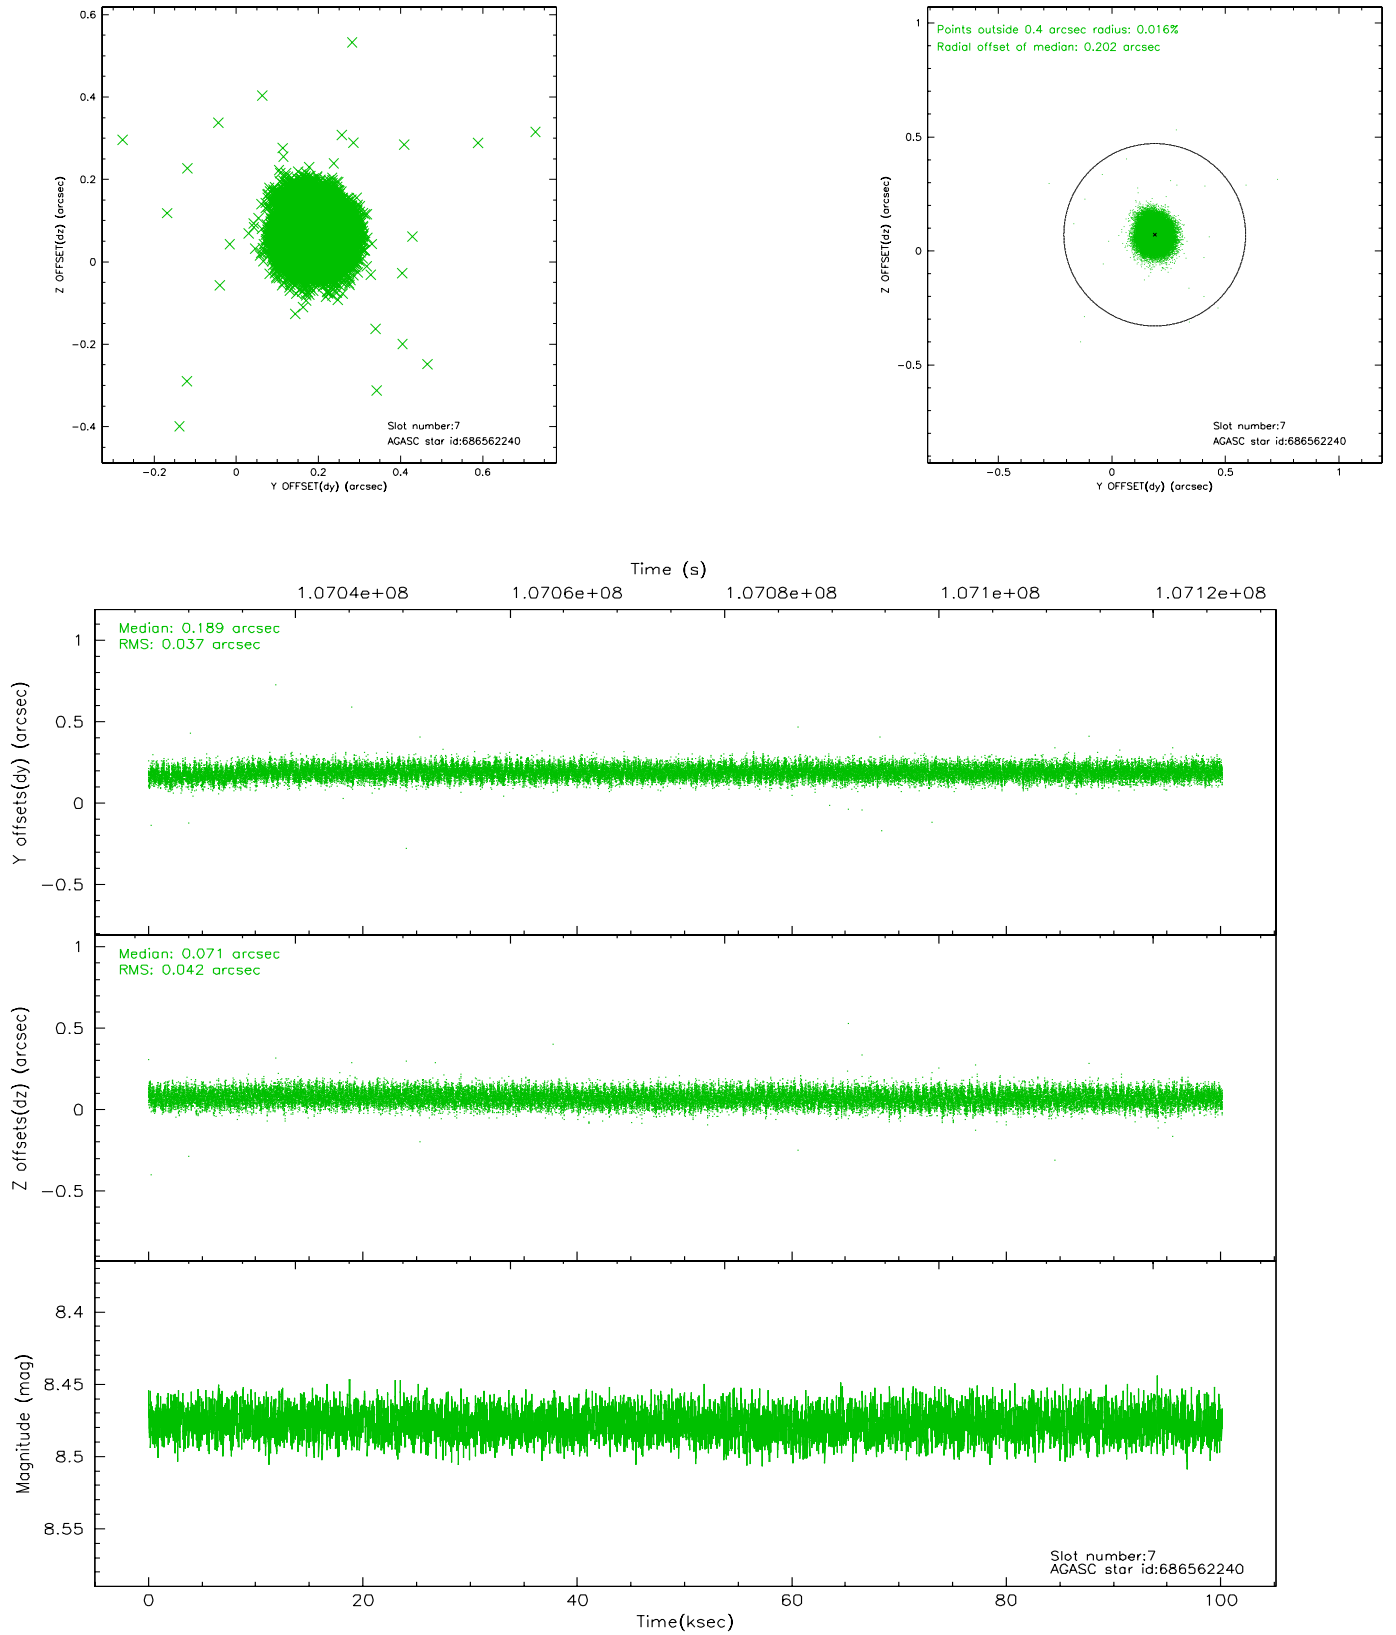 0.6
0.4
0.2
0
−0.2
−0.4
Z OFFSET(dz) (arcsec)
Slot number:7
AGASC star id:686562240
−0.2 0 0.2 0.4 0.6
Y OFFSET(dy) (arcsec)
Points outside 0.4 arcsec radius: 0.016%
Radial offset of median: 0.202 arcsec
1
0.5
0
−0.5
Z OFFSET(dz) (arcsec)
Slot number:7
AGASC star id:686562240
−0.5 0 0.5 1
Y OFFSET(dy) (arcsec)
Time (s)
1.0704e+08 1.0706e+08 1.0708e+08 1.071e+08 1.0712e+08
Median: 0.189 arcsec
RMS: 0.037 arcsec
1
0.5
0
−0.5
Y offsets(dy) (arcsec)
Median: 0.071 arcsec
RMS: 0.042 arcsec
1
0.5
0
−0.5
Z offsets(dz) (arcsec)
8.4
8.45
8.5
8.55
Magnitude (mag)
Slot number:7
AGASC star id:686562240
0 20 40 60 80 100
Time(ksec)